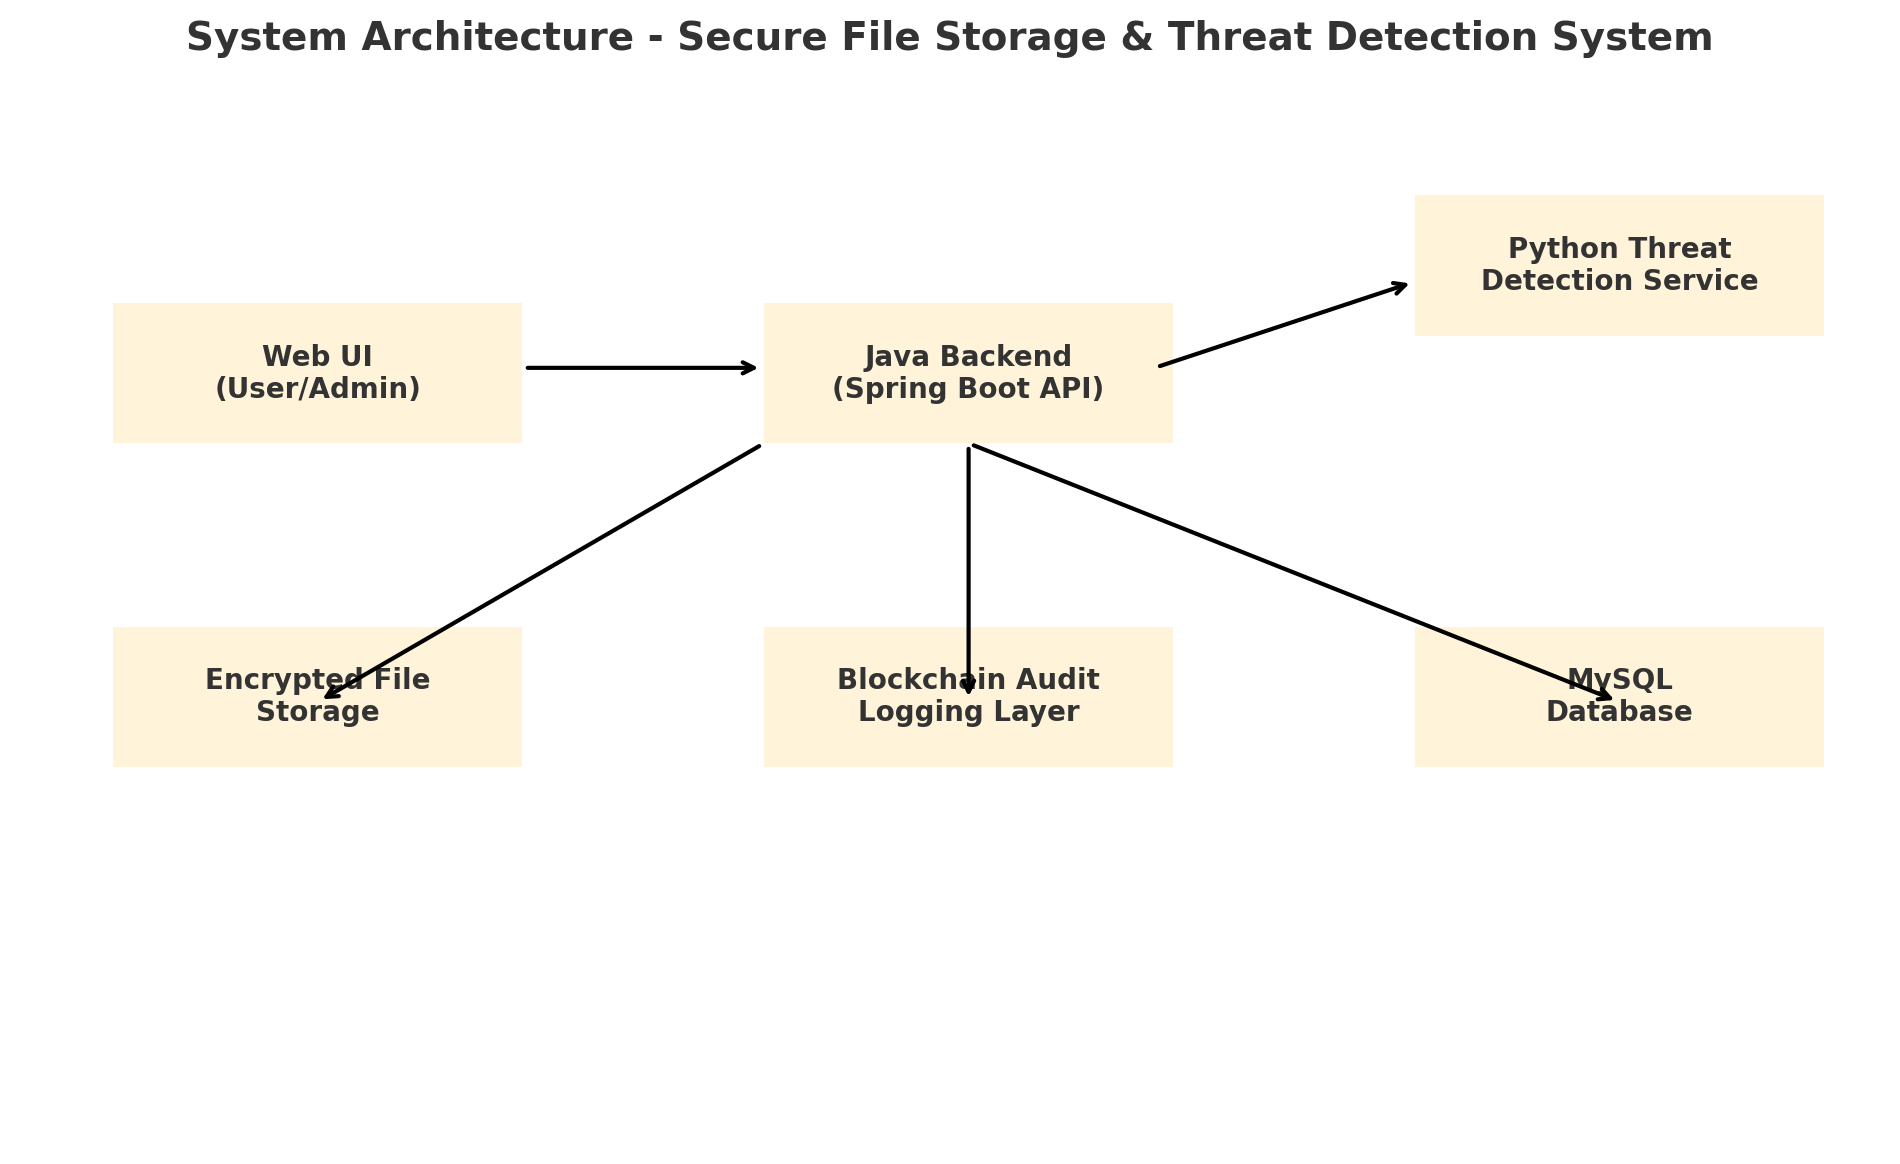 System Architecture - Secure File Storage & Threat Detection System
Python Threat
Detection Service
Web UI
(User/Admin)
Java Backend
(Spring Boot API)
Encrypted File
Storage
Blockchain Audit
Logging Layer
MySQL
Database